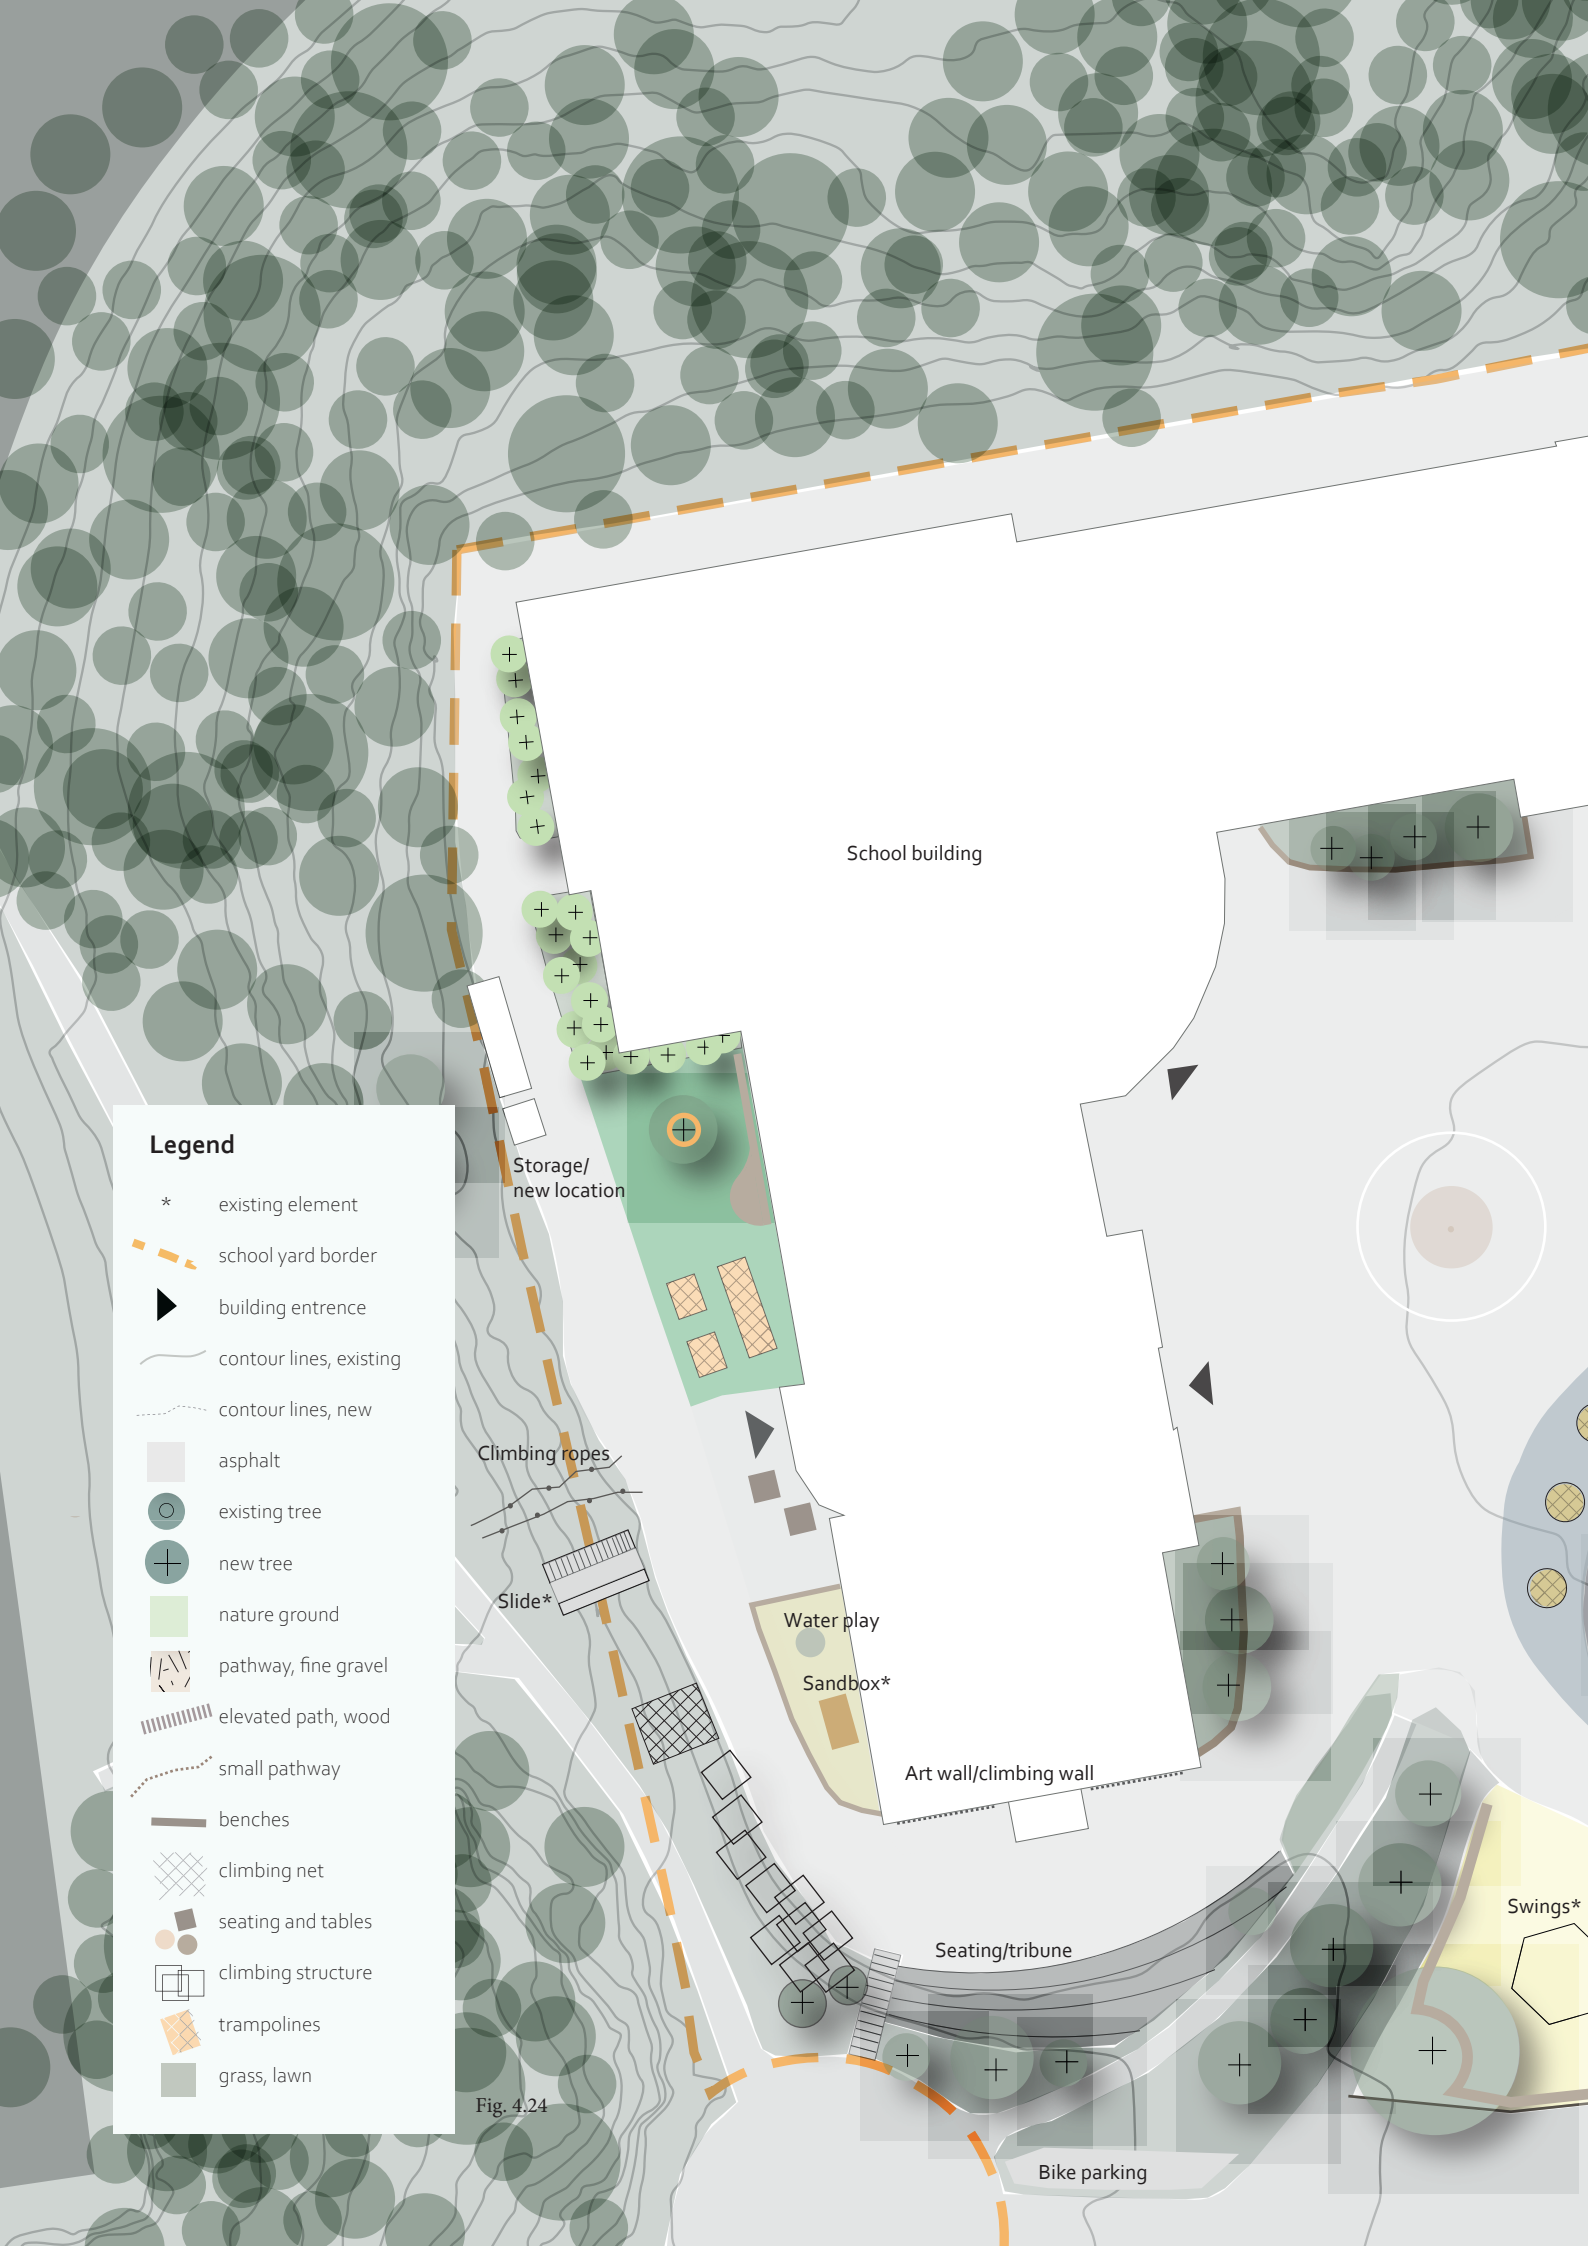 School building
Legend
* existing element
school yard border
building entrence
contour lines, existing
contour lines, new
asphalt
existing tree
new tree
nature ground
pathway, fine gravel
elevated path, wood
small pathway
benches
climbing net
seating and tables
climbing structure
trampolines
grass, lawn
Storage/
new location
Climbing ropes
Slide*
Water play
Sandbox*
Art wall/climbing wall
Swings*
Seating/tribune
Fig. 4.24
Bike parking